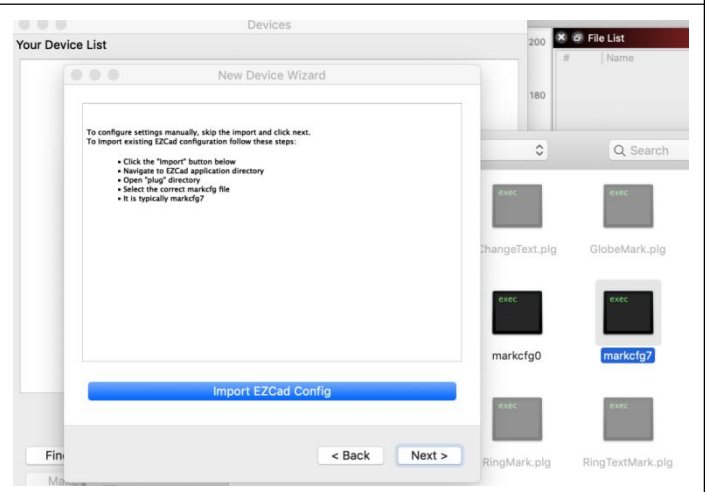 Devices
Your Device List
200
File List
# Name
New Device Wizard
180
To configure settings manually, skip the import and click next.
To Import existing EZCad configuration follow these steps:
• Click the "Import" button below
• Navigate to EZCad application directory
• Open "plug" directory
• Select the correct markcfg file
• It is typically markcfg7
Search
exec
exec
ChangeText.plg
GlobeMark.plg
exec
exec
markcfg0
markcfg7
Import EZCad Config
exec
exec
Fin
< Back
Next >
RingMark.plg
RingTextMark.plg